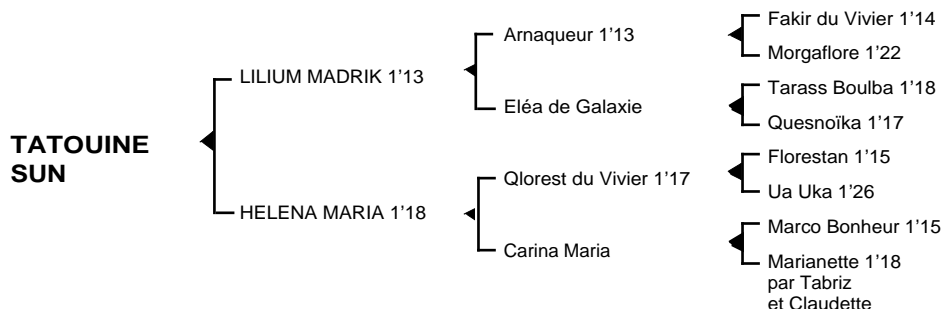 TATOUINE
SUN
LILIUM MADRIK 1’13
HELENA MARIA 1’18
Arnaqueur 1’13
Eléa de Galaxie
Qlorest du Vivier 1’17
Carina Maria
Fakir du Vivier 1’14
Morgaflore 1’22
Tarass Boulba 1’18
Quesnoïka 1’17
Florestan 1’15
Ua Uka 1’26
Marco Bonheur 1’15
Marianette 1’18
par Tabriz
et Claudette